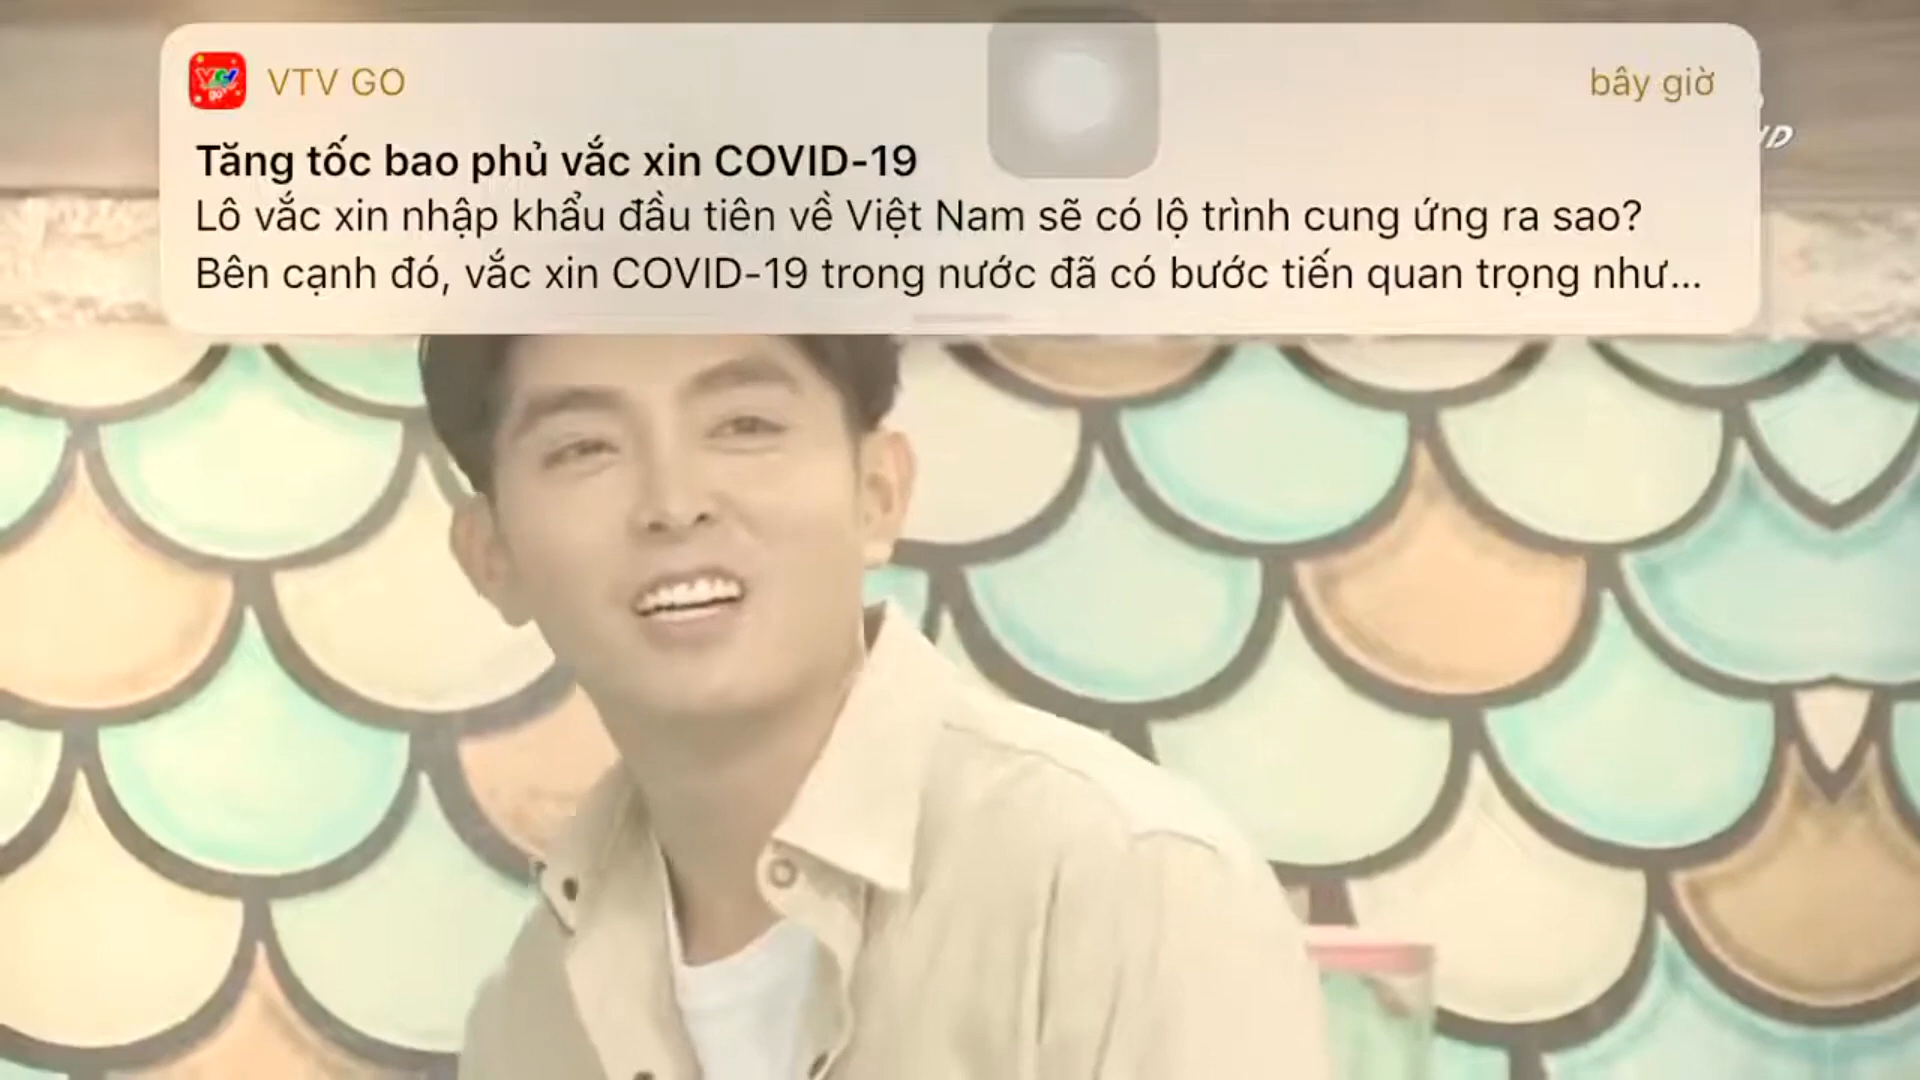 VTV go
VTV GO
bây giờ
Tăng tốc bao phủ vắc xin COVID-19
Lô vắc xin nhập khẩu đầu tiên về Việt Nam sẽ có lộ trình cung ứng ra sao?
Bên cạnh đó, vắc xin COVID-19 trong nước đã có bước tiến quan trọng như...